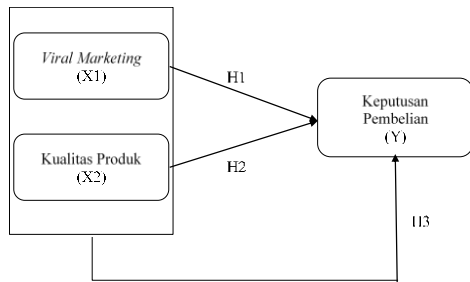 Viral Marketing
(X1)
H1
Keputusan
Pembelian
(Y)
Kualitas Produk
(X2)
H2
H3